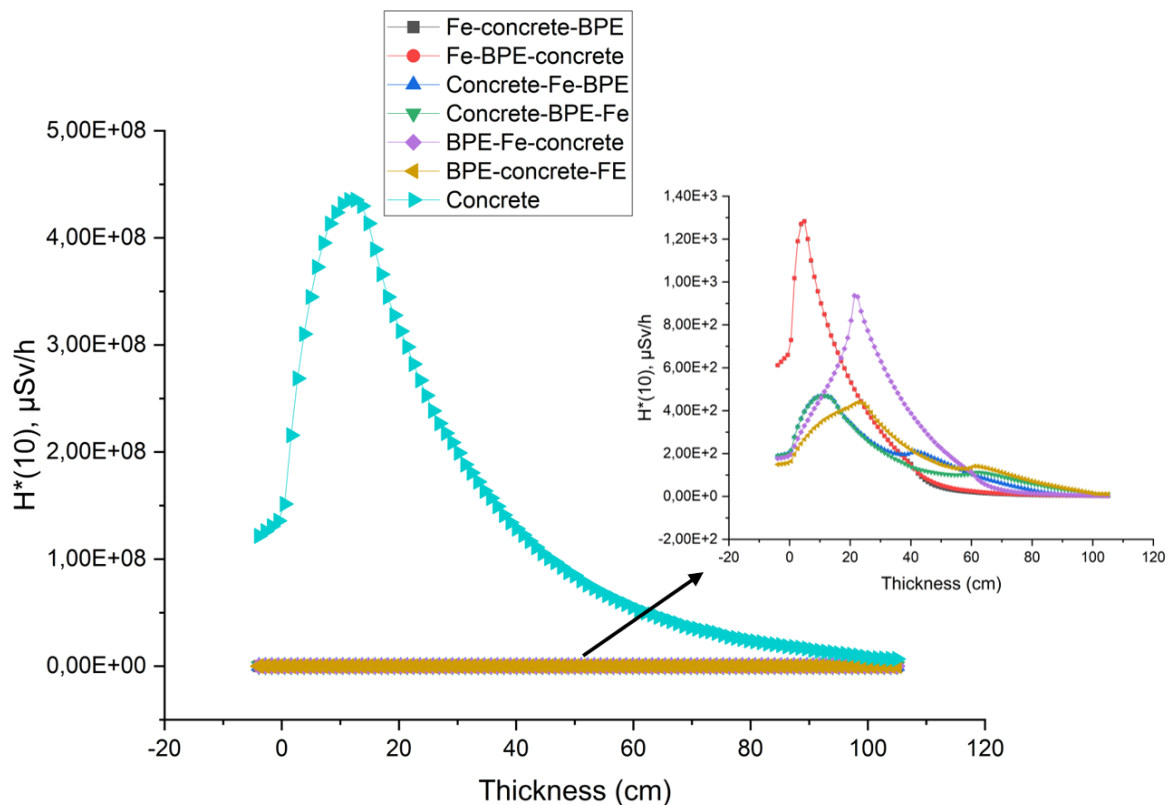 Fe-concrete-BPE
Fe-BPE-concrete
Concrete-Fe-BPE
Concrete-BPE-Fe
BPE-Fe-concrete
BPE-concrete-FE
Concrete
5,00E+08
4,00E+08
3,00E+08
2,00E+08
1,00E+08
0,00E+00
H*(10), µSv/h
-20 0 20 40 60 80 100 120
Thickness (cm)
1,40E+3
1,20E+3
1,00E+3
8,00E+2
6,00E+2
4,00E+2
2,00E+2
0,00E+0
-2,00E+2
H*(10), µSv/h
-20 0 20 40 60 80 100 120
Thickness (cm)